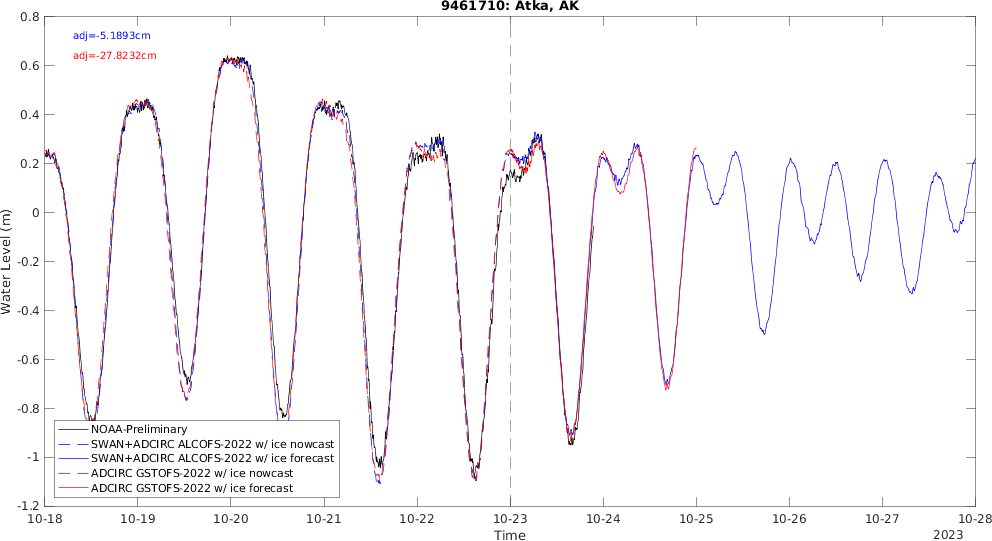 9461710: Atka, AK
adj=-5.1893cm
adj=-27.8232cm
Water Level (m)
0.8
0.6
0.4
0.2
0
-0.2
-0.4
-0.6
-0.8
-1
-1.2
NOAA-Preliminary
SWAN+ADCIRC ALCOFS-2022 w/ ice nowcast
SWAN+ADCIRC ALCOFS-2022 w/ ice forecast
ADCIRC GSTOFS-2022 w/ ice nowcast
ADCIRC GSTOFS-2022 w/ ice forecast
10-18 10-19 10-20 10-21 10-22 10-23 10-24 10-25 10-26 10-27 10-28
Time
2023